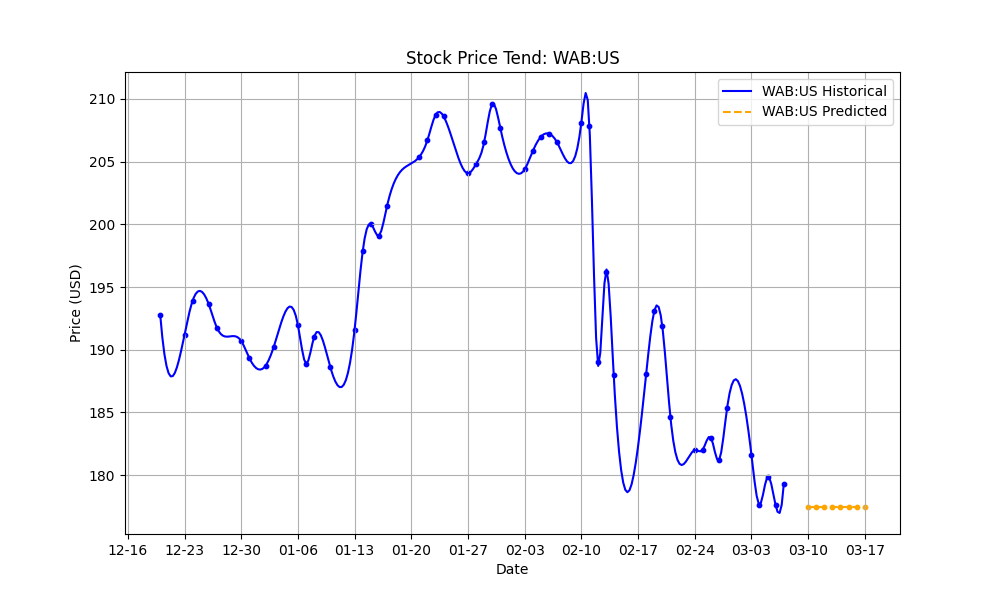 Stock Price Tend: WAB:US
WAB:US Historical
WAB:US Predicted
Price (USD)
210
205
200
195
190
185
180
12-16 12-23 12-30 01-06 01-13 01-20 01-27 02-03 02-10 02-17 02-24 03-03 03-10 03-17
Date